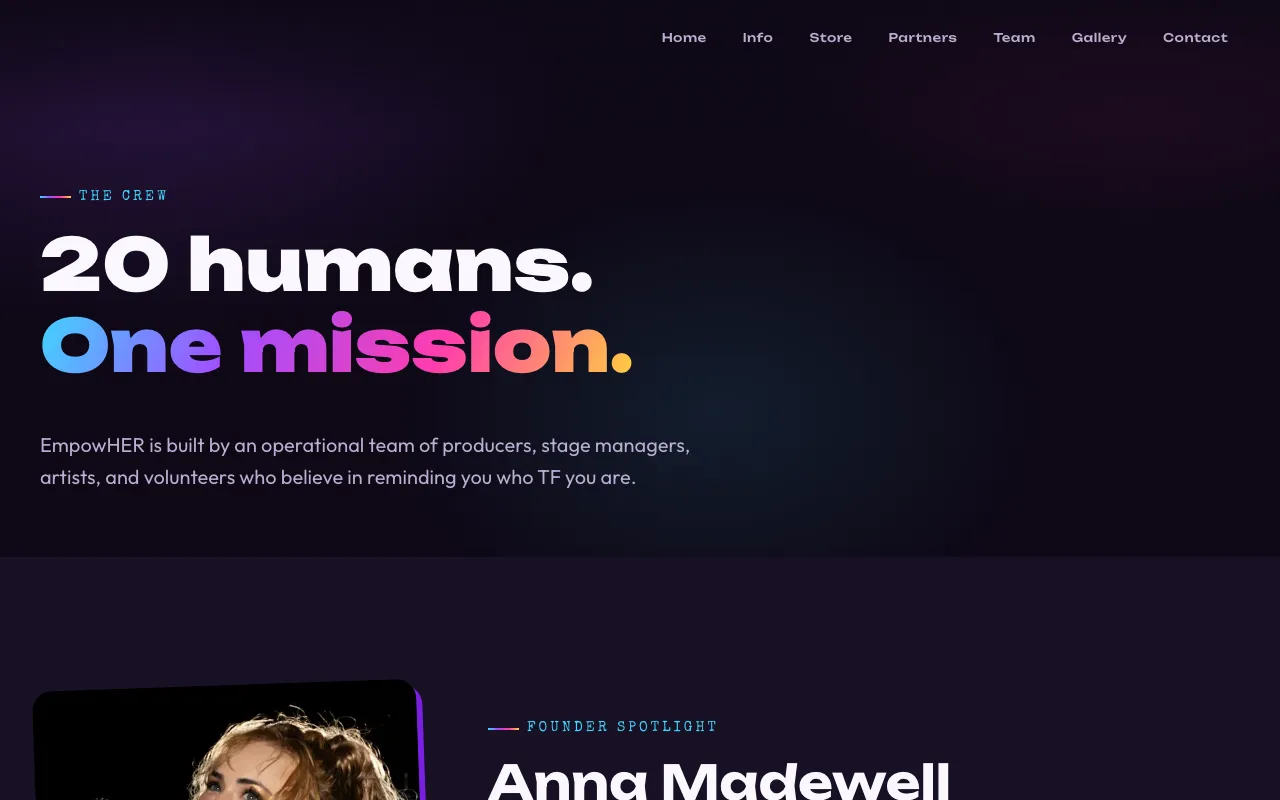 Home Info Store Partners Team Gallery Contact
THE CREW
20 humans.
One mission.
EmpowHER is built by an operational team of producers, stage managers,
artists, and volunteers who believe in reminding you who TF you are.
FOUNDER SPOTLIGHT
Anna Madewell